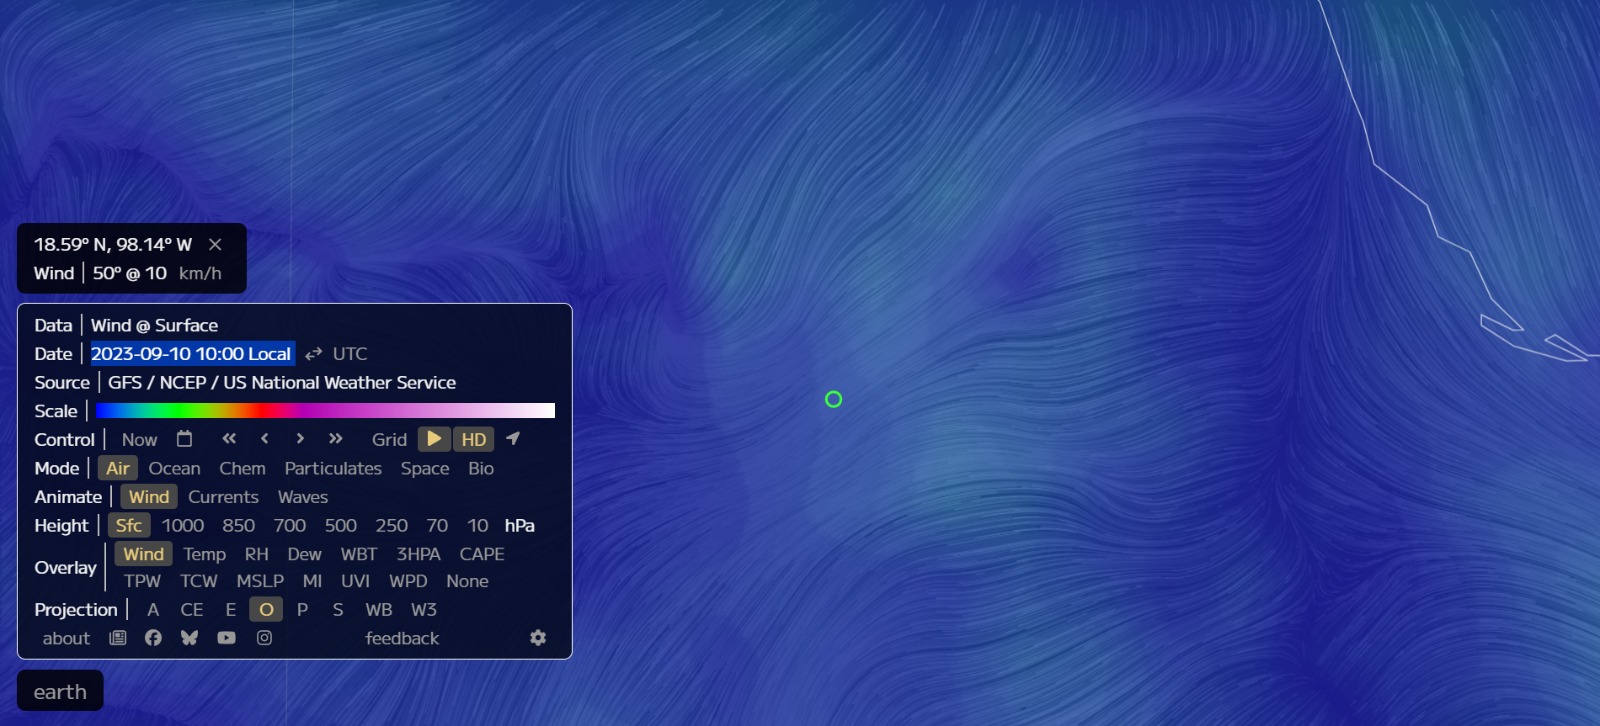 18.59° N, 98.14° W ×
Wind | 50° @ 10 km/h
Data | Wind @ Surface
Date | 2023-09-10 10:00 Local ⇄ UTC
Source | GFS / NCEP / US National Weather Service
Scale |
Control | Now « ‹ › » Grid HD
Mode | Air Ocean Chem Particulates Space Bio
Animate | Wind Currents Waves
Height | Sfc 1000 850 700 500 250 70 10 hPa
Overlay | Wind Temp RH Dew WBT 3HPA CAPE
TPW TCW MSLP MI UVI WPD None
Projection | A CE E O P S WB W3
about feedback
earth